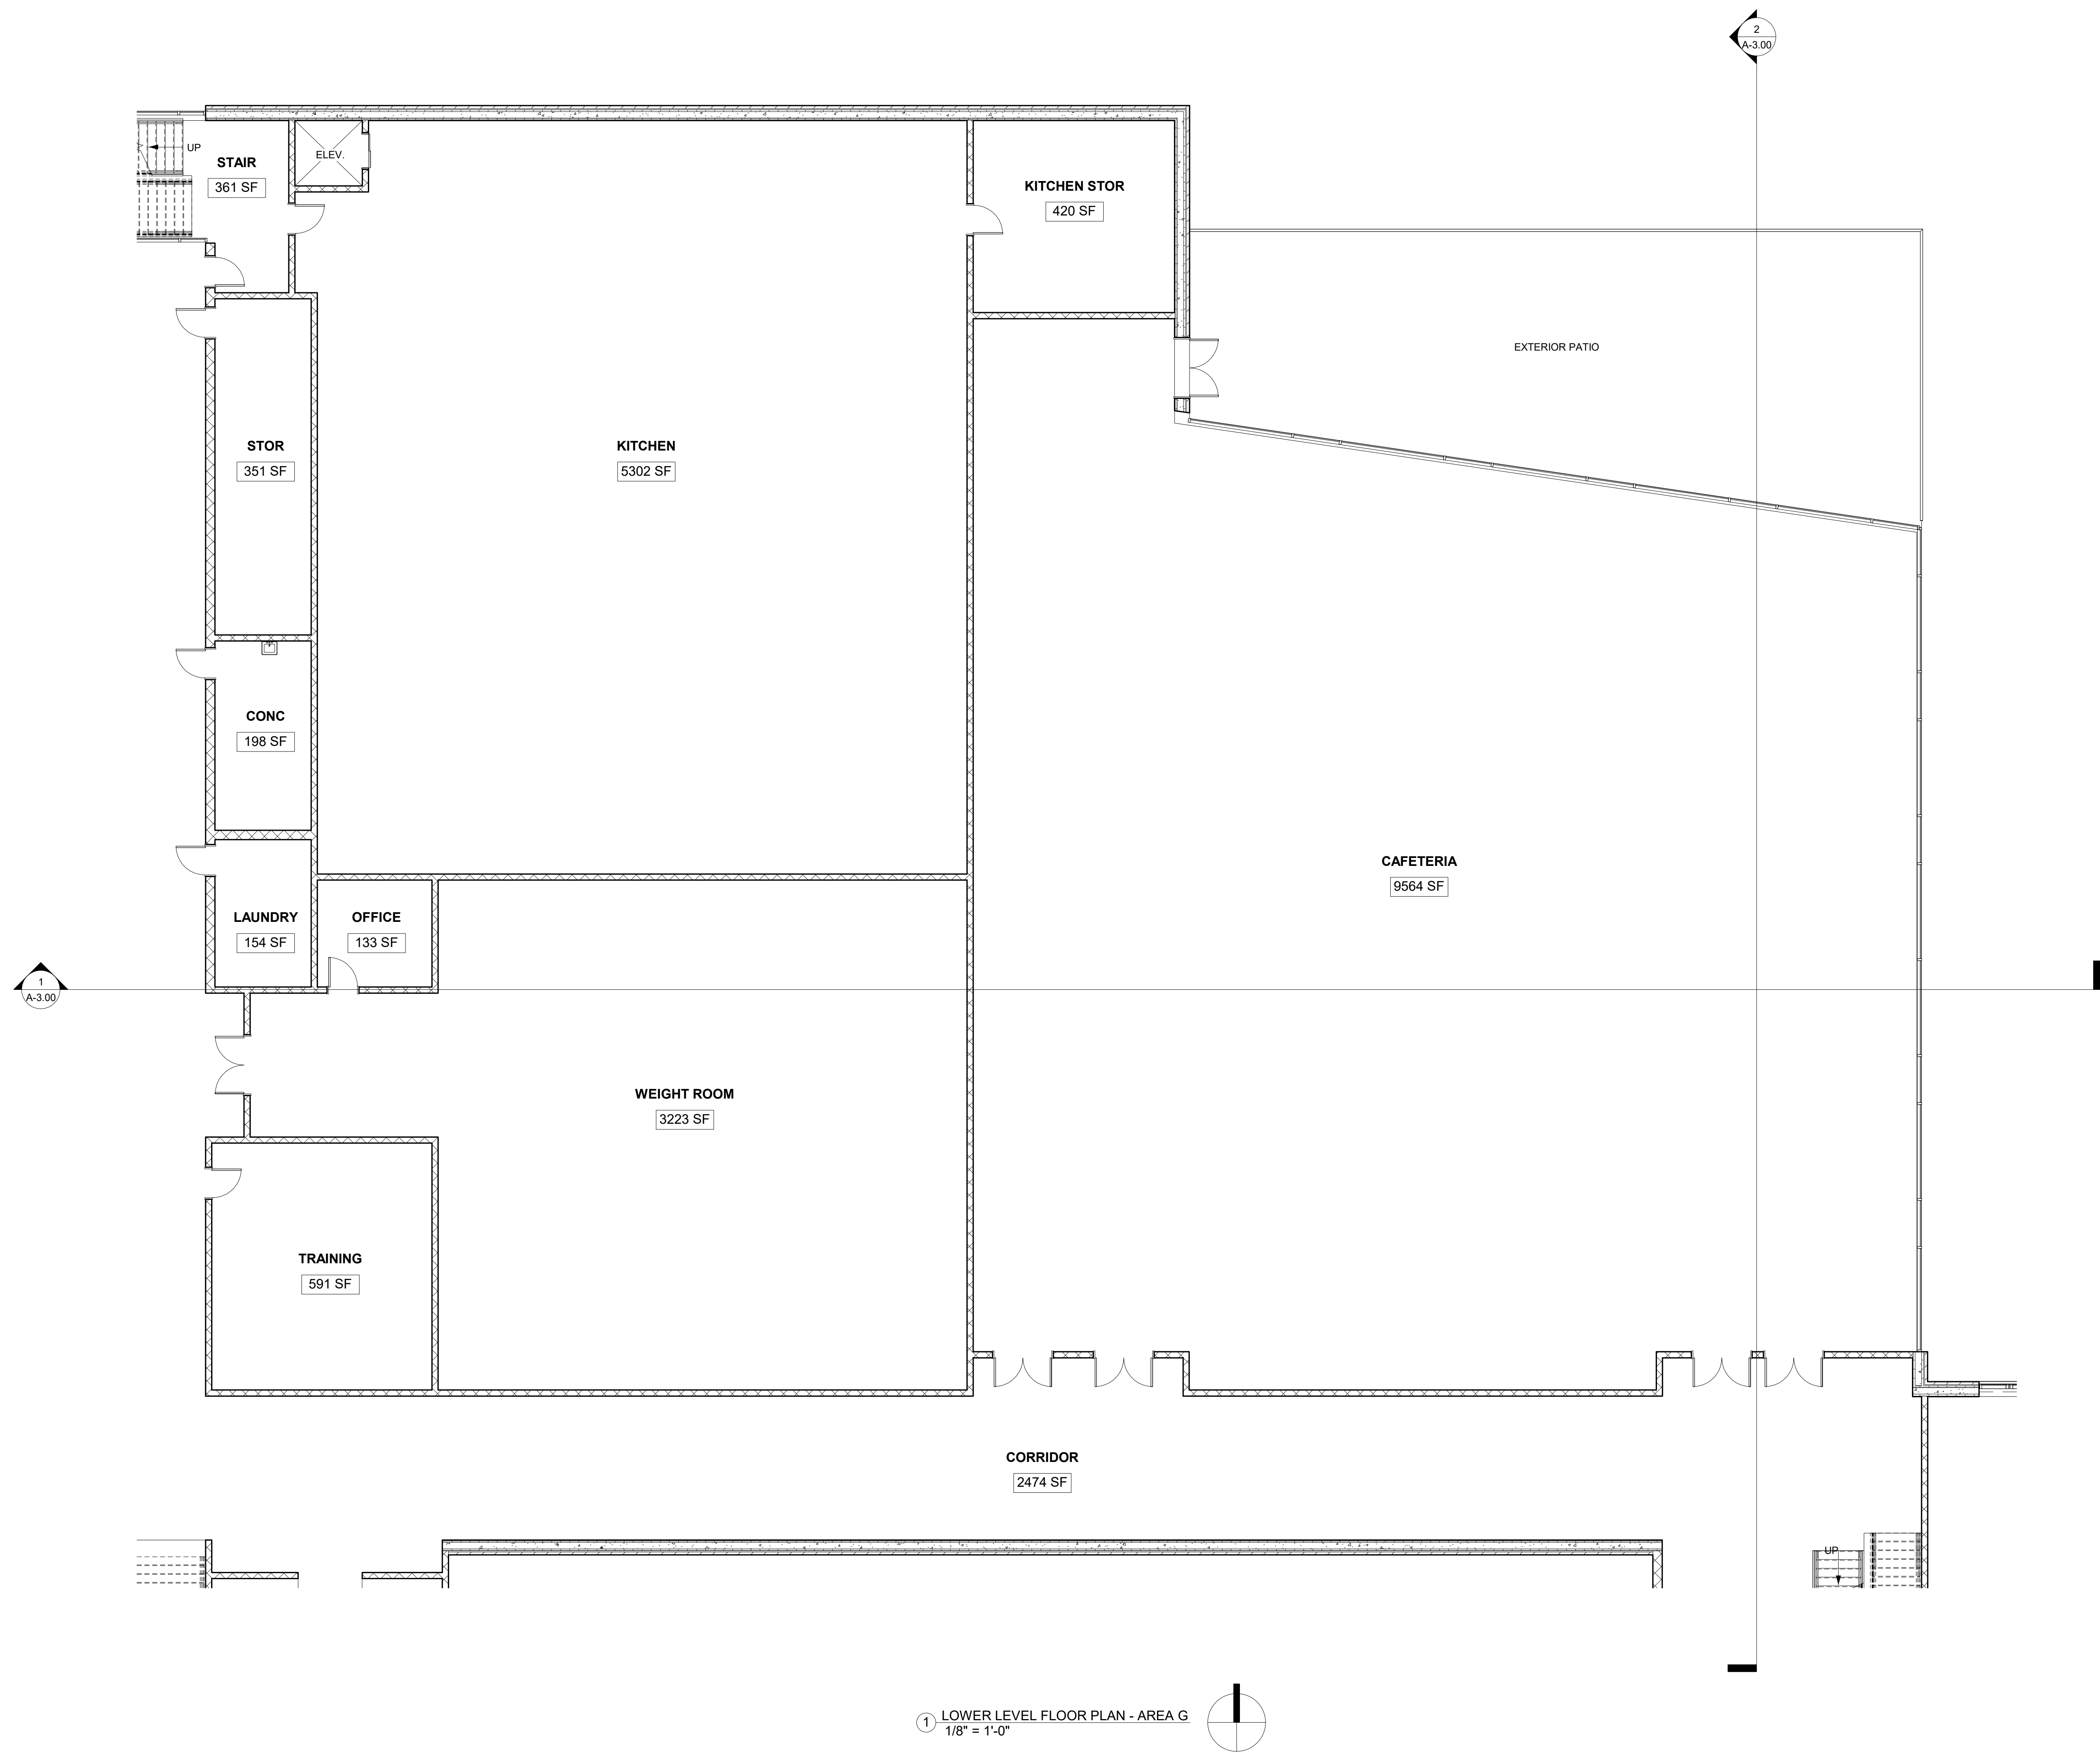 2
A-3.00
UP
STAIR
361 SF
ELEV.
KITCHEN STOR
420 SF
EXTERIOR PATIO
STOR
351 SF
KITCHEN
5302 SF
CONC
198 SF
CAFETERIA
9564 SF
LAUNDRY
154 SF
OFFICE
133 SF
1
A-3.00
WEIGHT ROOM
3223 SF
TRAINING
591 SF
CORRIDOR
2474 SF
UP
1
LOWER LEVEL FLOOR PLAN - AREA G
1/8" = 1'-0"